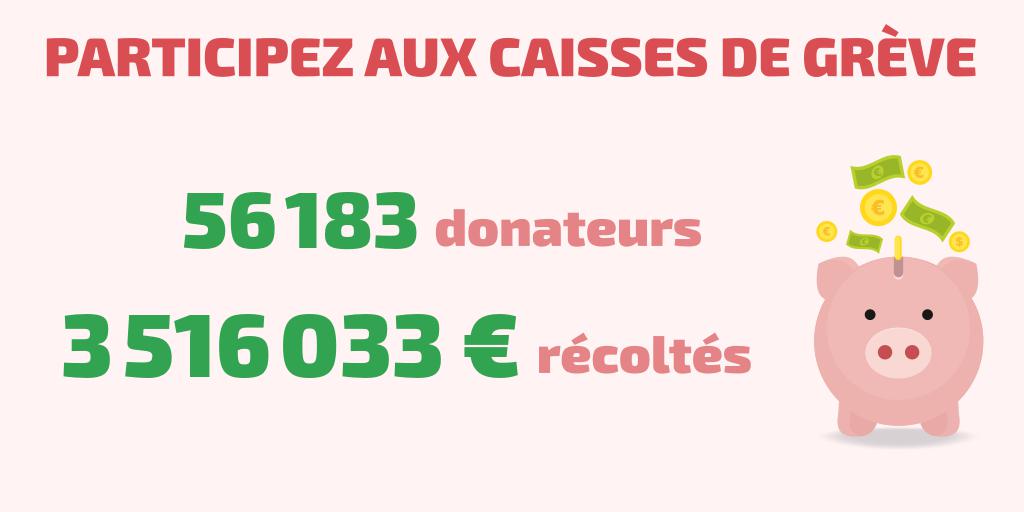 PARTICIPEZ AUX CAISSES DE GRÈVE
56 183 donateurs
3 516 033 € récoltés